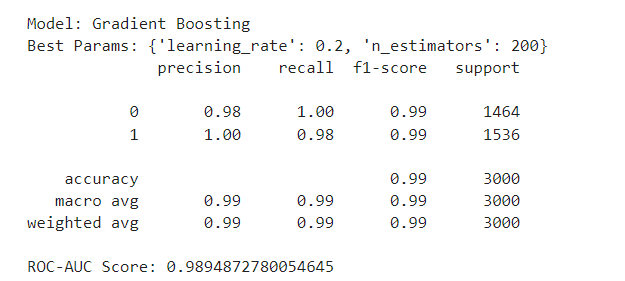 Model: Gradient Boosting
Best Params: {'learning_rate': 0.2, 'n_estimators': 200}
precision recall f1-score support
0 0.98 1.00 0.99 1464
1 1.00 0.98 0.99 1536
accuracy 0.99 3000
macro avg 0.99 0.99 0.99 3000
weighted avg 0.99 0.99 0.99 3000
ROC-AUC Score: 0.9894872780054645